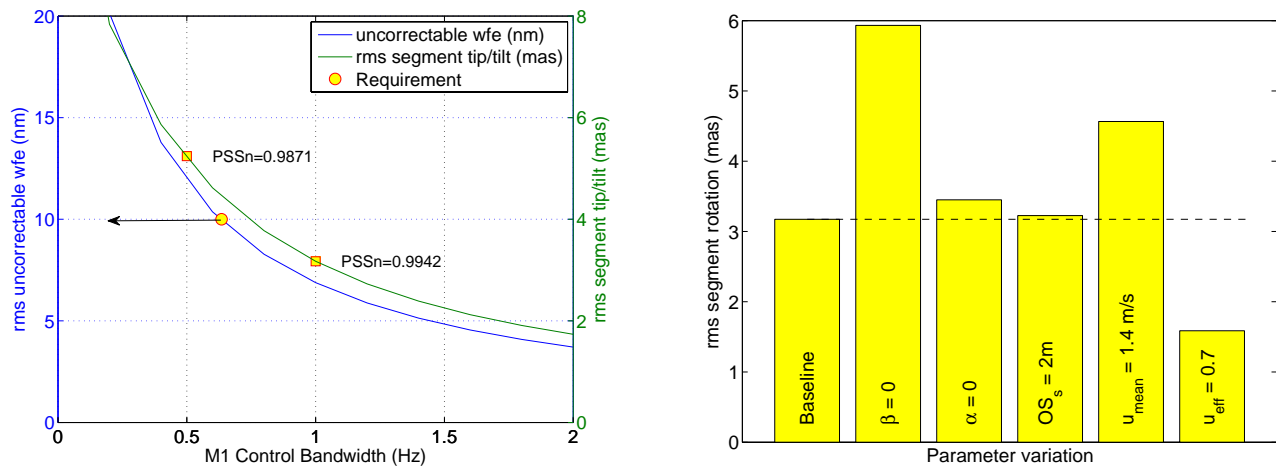 20
15
10
5
0
rms uncorrectable wfe (nm)
uncorrectable wfe (nm)
rms segment tip/tilt (mas)
Requirement
PSSn=0.9871
PSSn=0.9942
8
6
4
2
0
rms segment tip/tilt (mas)
0 0.5 1 1.5 2
M1 Control Bandwidth (Hz)
6
5
4
3
2
1
0
rms segment rotation (mas)
Baseline
β = 0
α = 0
OS_s = 2m
u_mean = 1.4 m/s
u_eff = 0.7
Parameter variation